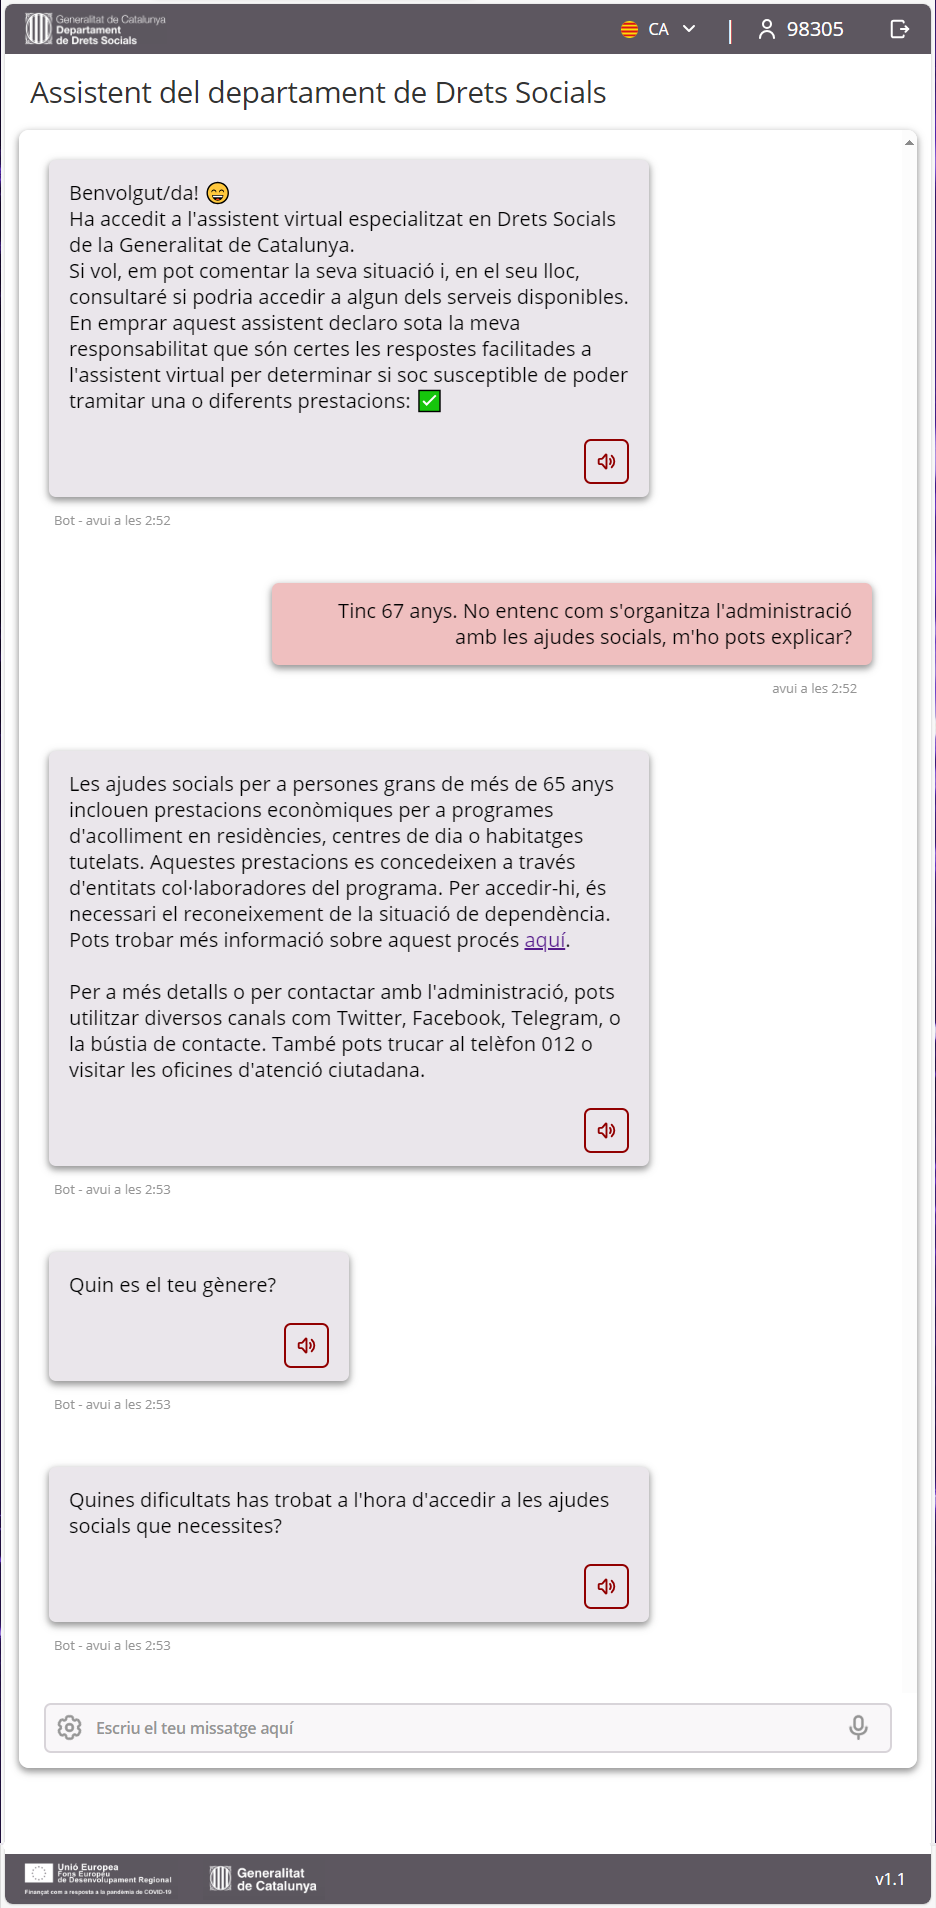 Generalitat de Catalunya
Departament
de Drets Socials
CA
98305
Assistent del departament de Drets Socials
Benvolgut/da! 😄
Ha accedit a l'assistent virtual especialitzat en Drets Socials
de la Generalitat de Catalunya.
Si vol, em pot comentar la seva situació i, en el seu lloc,
consultaré si podria accedir a algun dels serveis disponibles.
En emprar aquest assistent declaro sota la meva
responsabilitat que són certes les respostes facilitades a
l'assistent virtual per determinar si soc susceptible de poder
tramitar una o diferents prestacions: ✅
Bot - avui a les 2:52
Tinc 67 anys. No entenc com s'organitza l'administració
amb les ajudes socials, m'ho pots explicar?
avui a les 2:52
Les ajudes socials per a persones grans de més de 65 anys
inclouen prestacions econòmiques per a programes
d'acolliment en residències, centres de dia o habitatges
tutelats. Aquestes prestacions es concedeixen a través
d'entitats col·laboradores del programa. Per accedir-hi, és
necessari el reconeixement de la situació de dependència.
Pots trobar més informació sobre aquest procés aquí.
Per a més detalls o per contactar amb l'administració, pots
utilitzar diversos canals com Twitter, Facebook, Telegram, o
la bústia de contacte. També pots trucar al telèfon 012 o
visitar les oficines d'atenció ciutadana.
Bot - avui a les 2:53
Quin es el teu gènere?
Bot - avui a les 2:53
Quines dificultats has trobat a l'hora d'accedir a les ajudes
socials que necessites?
Bot - avui a les 2:53
Escriu el teu missatge aquí
Unió Europea
Fons Europeu
de Desenvolupament Regional
Finançat com a resposta a la pandèmia de COVID-19
Generalitat
de Catalunya
v1.1